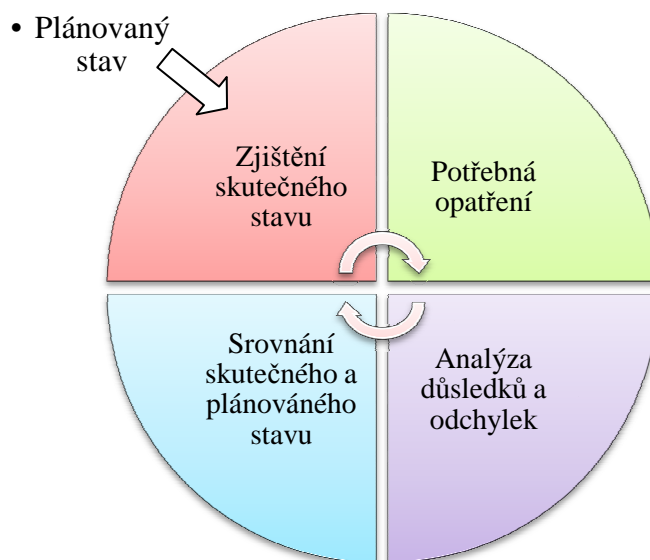 • Plánovaný
stav
Zjištění
skutečného
stavu
Potřebná
opatření
Srovnání
skutečného a
plánováného
stavu
Analýza
důsledků a
odchylek